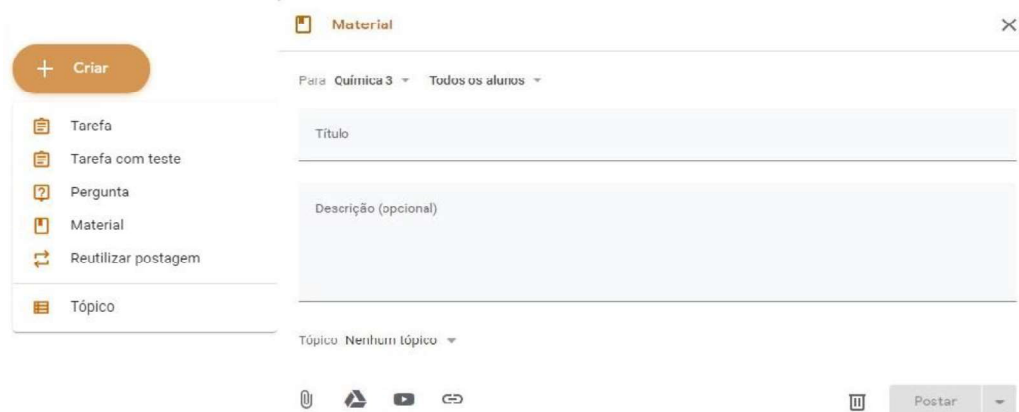 Criar
Tarefa
Tarefa com teste
Pergunta
Material
Reutilizar postagem
Tópico
Material
Para Química 3 Todos os alunos
Título
Descrição (opcional)
Tópico Nenhum tópico
Postar